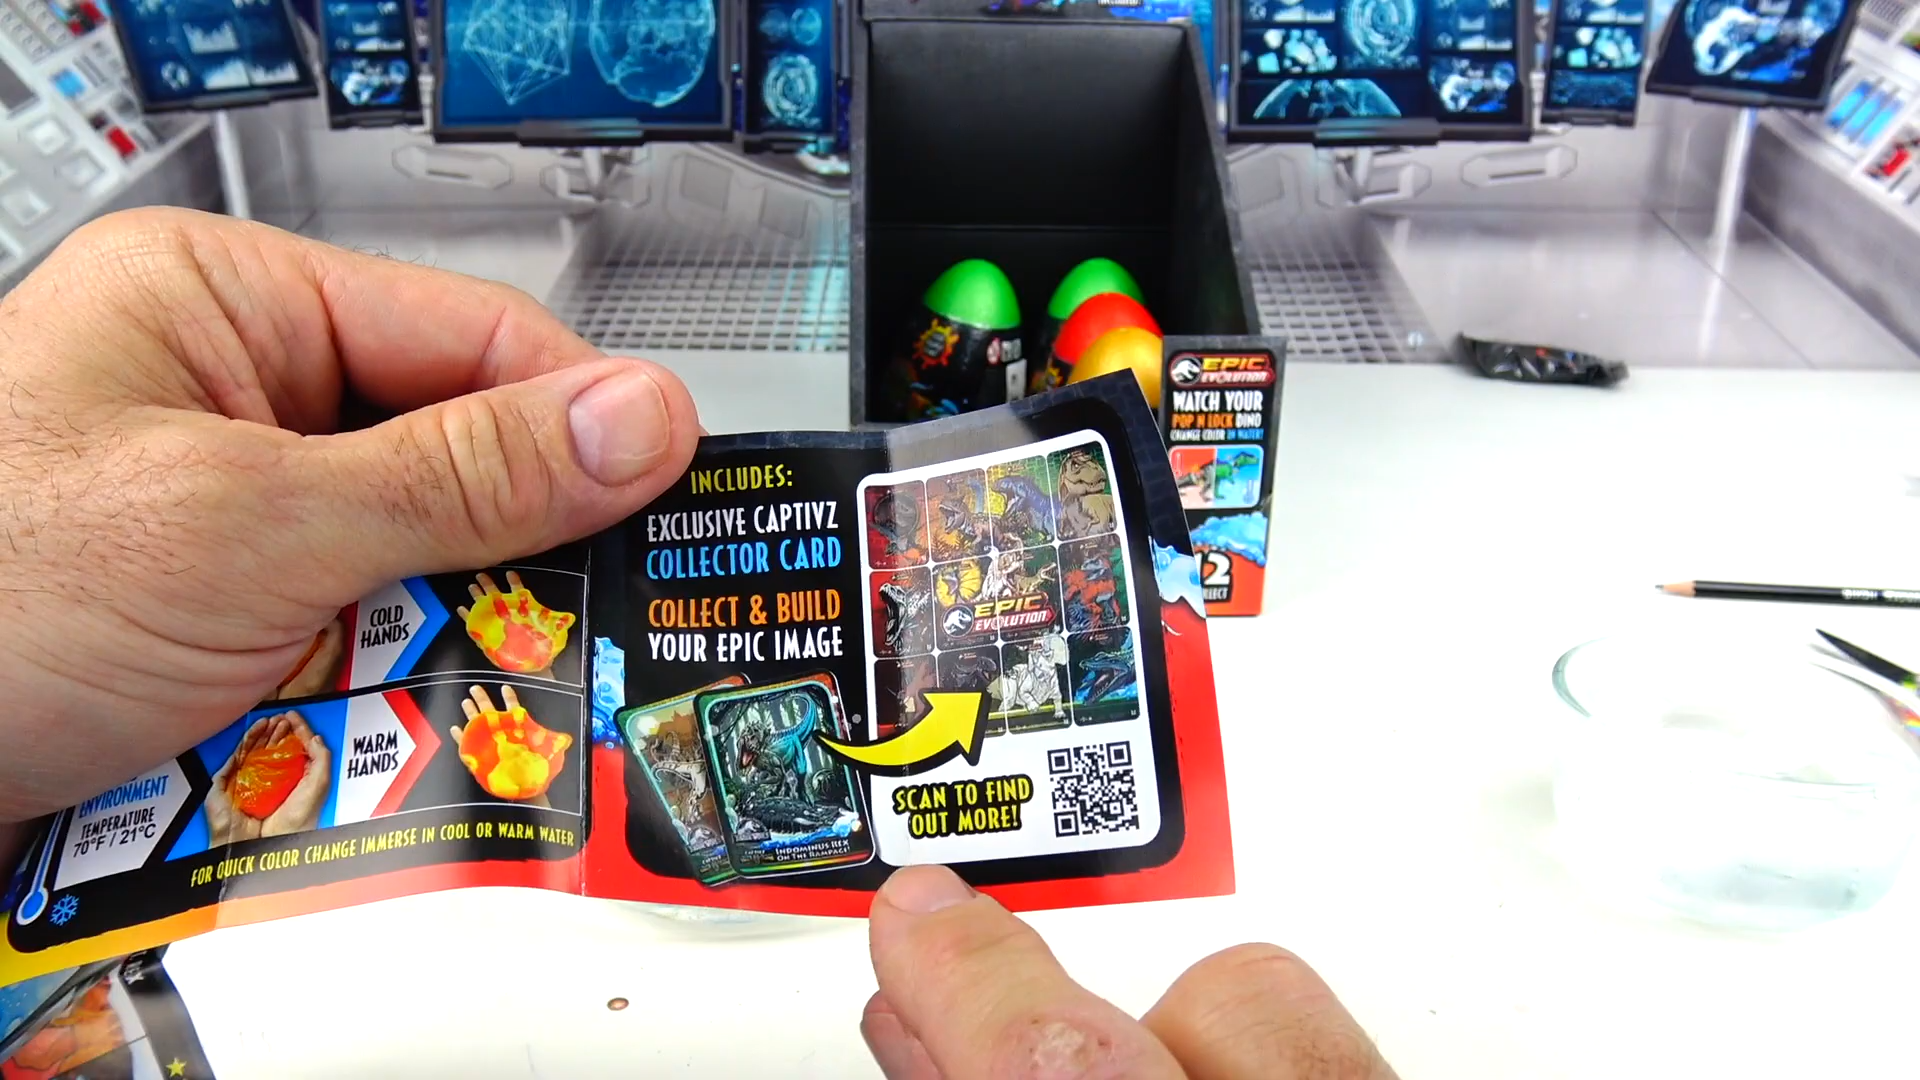 EPIC
EVOLUTION
WATCH YOUR
POP N LOCK DINO
CHANGE COLOR IN WATER!
12
INCLUDES:
EXCLUSIVE CAPTIVZ
COLLECTOR CARD
COLLECT & BUILD
YOUR EPIC IMAGE
EPIC
EVOLUTION
INDOMINUS REX
ON THE RAMPAGE!
SCAN TO FIND
OUT MORE!
COLD
HANDS
WARM
HANDS
ENVIRONMENT
TEMPERATURE
70°F / 21°C
FOR QUICK COLOR CHANGE IMMERSE IN COOL OR WARM WATER